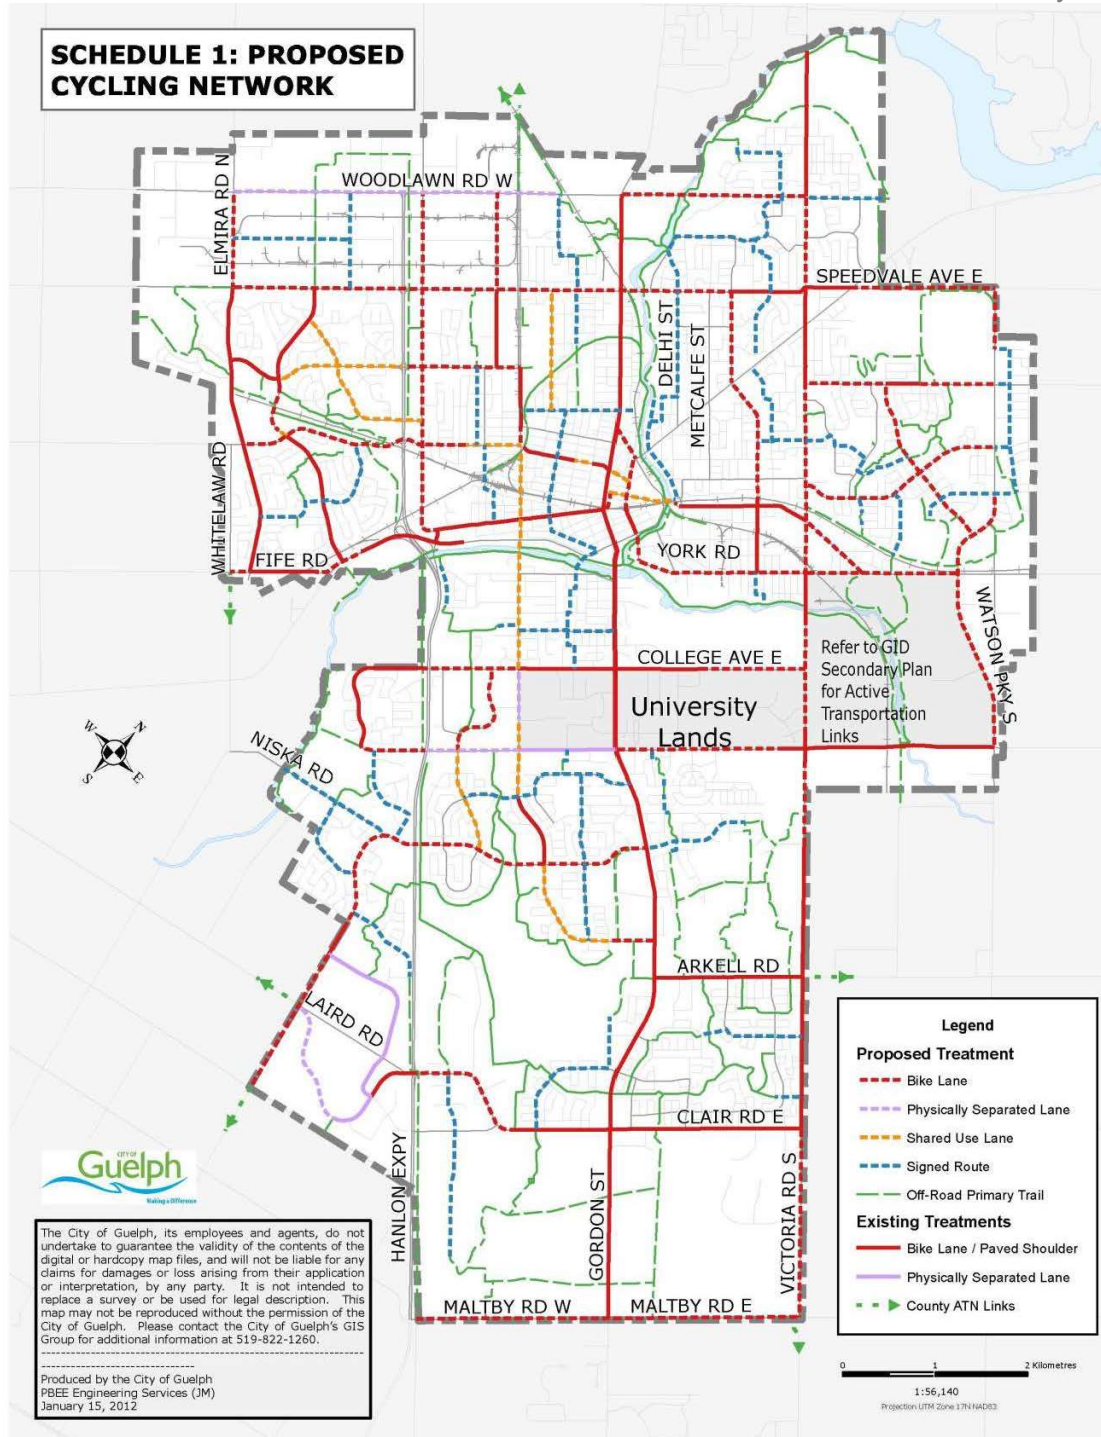 SCHEDULE 1: PROPOSED
CYCLING NETWORK
ELMIRA RD N
WOODLAWN RD W
SPEEDVALE AVE E
DELHI ST
METCALFE ST
WHITELAW RD
FIFE RD
YORK RD
WATSON PKY S
COLLEGE AVE E
Refer to GID
Secondary Plan
for Active
Transportation
Links
University
Lands
W
N
S
E
NISKA RD
ARKELL RD
LAIRD RD
CLAIR RD E
HANLON EXPY
GORDON ST
VICTORIA RD S
MALTBY RD W
MALTBY RD E
Legend
Proposed Treatment
Bike Lane
Physically Separated Lane
Shared Use Lane
Signed Route
Off-Road Primary Trail
Existing Treatments
Bike Lane / Paved Shoulder
Physically Separated Lane
County ATN Links
0 1 2 Kilometres
1:56,140
Projection UTM Zone 17N NAD83
CITY OF
Guelph
Making a Difference
The City of Guelph, its employees and agents, do not
undertake to guarantee the validity of the contents of the
digital or hardcopy map files, and will not be liable for any
claims for damages or loss arising from their application
or interpretation, by any party. It is not intended to
replace a survey or be used for legal description. This
map may not be reproduced without the permission of the
City of Guelph. Please contact the City of Guelph's GIS
Group for additional information at 519-822-1260.
Produced by the City of Guelph
PBEE Engineering Services (JM)
January 15, 2012